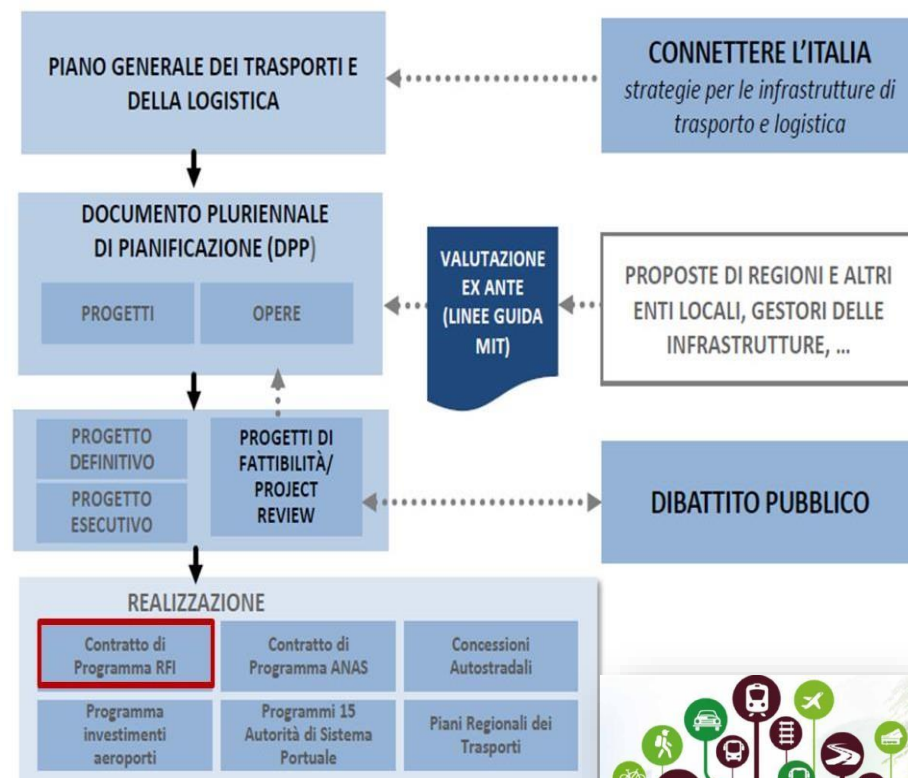 PIANO GENERALE DEI TRASPORTI E
DELLA LOGISTICA
CONNETTERE L'ITALIA
strategie per le infrastrutture di
trasporto e logistica
DOCUMENTO PLURIENNALE
DI PIANIFICAZIONE (DPP)
PROGETTI
OPERE
VALUTAZIONE
EX ANTE
(LINEE GUIDA
MIT)
PROPOSTE DI REGIONI E ALTRI
ENTI LOCALI, GESTORI DELLE
INFRASTRUTTURE, ...
PROGETTO
DEFINITIVO
PROGETTO
ESECUTIVO
PROGETTI DI
FATTIBILITÀ/
PROJECT
REVIEW
DIBATTITO PUBBLICO
REALIZZAZIONE
Contratto di
Programma RFI
Contratto di
Programma ANAS
Concessioni
Autostradali
Programma
investimenti
aeroporti
Programmi 15
Autorità di Sistema
Portuale
Piani Regionali dei
Trasporti